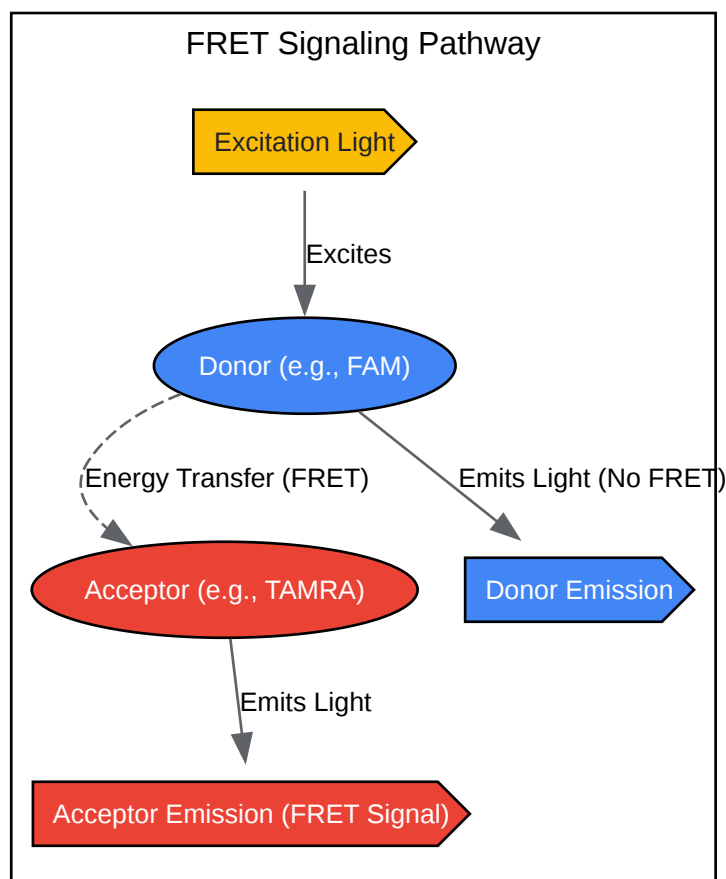 FRET Signaling Pathway
Excitation Light
Excites
Donor (e.g., FAM)
Energy Transfer (FRET)
Emits Light (No FRET)
Acceptor (e.g., TAMRA)
Donor Emission
Emits Light
Acceptor Emission (FRET Signal)